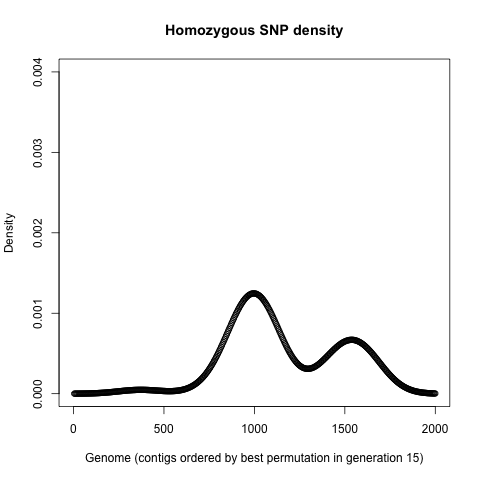 Homozygous SNP density
Density
0.004
0.003
0.002
0.001
0.000
0 500 1000 1500 2000
Genome (contigs ordered by best permutation in generation 15)